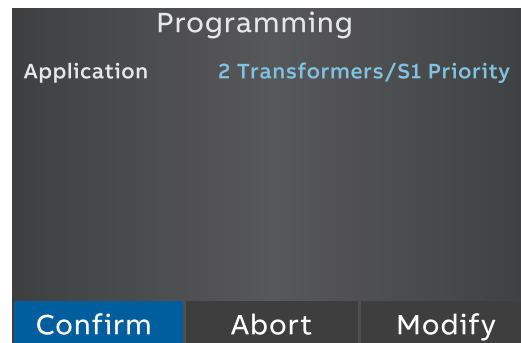 Programming
Application 2 Transformers/S1 Priority
Confirm Abort Modify